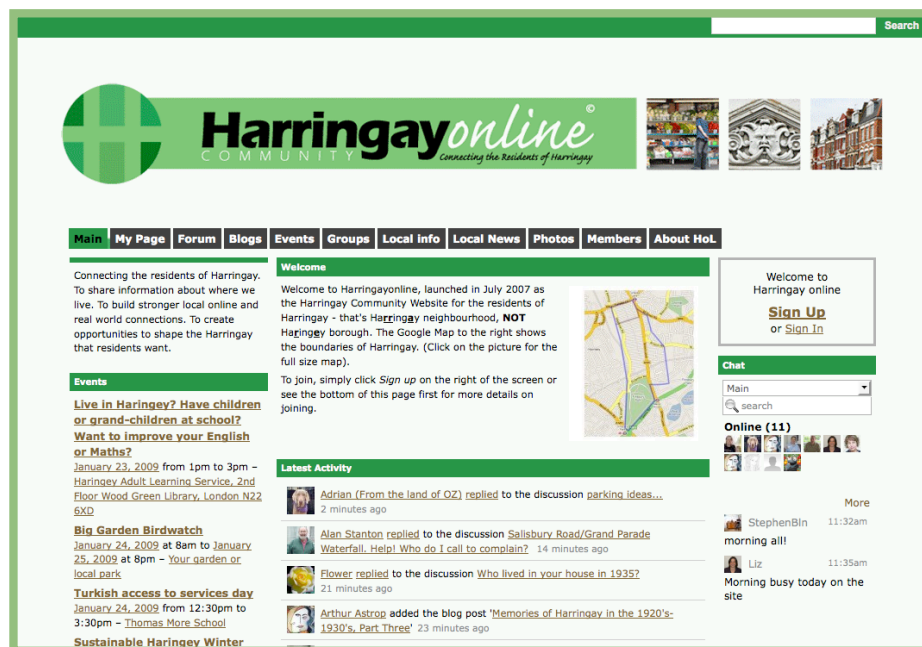 Search
Harringayonline©
COMMUNITY
Connecting the Residents of Harringay
Main
My Page
Forum
Blogs
Events
Groups
Local info
Local News
Photos
Members
About HoL
Connecting the residents of Harringay.
To share information about where we
live. To build stronger local online and
real world connections. To create
opportunities to shape the Harringay
that residents want.
Events
Live in Haringey? Have children
or grand-children at school?
Want to improve your English
or Maths?
January 23, 2009 from 1pm to 3pm –
Haringey Adult Learning Service, 2nd
Floor Wood Green Library, London N22
6XD
Big Garden Birdwatch
January 24, 2009 at 8am to January
25, 2009 at 8pm – Your garden or
local park
Turkish access to services day
January 24, 2009 from 12:30pm to
3:30pm – Thomas More School
Sustainable Haringey Winter
Welcome
Welcome to Harringayonline, launched in July 2007 as
the Harringay Community Website for the residents of
Harringay - that's Harringay neighbourhood, NOT
Haringey borough. The Google Map to the right shows
the boundaries of Harringay. (Click on the picture for the
full size map).
To join, simply click Sign up on the right of the screen or
see the bottom of this page first for more details on
joining.
Latest Activity
Adrian (From the land of OZ) replied to the discussion parking ideas...
2 minutes ago
Alan Stanton replied to the discussion Salisbury Road/Grand Parade
Waterfall. Help! Who do I call to complain? 14 minutes ago
Flower replied to the discussion Who lived in your house in 1935?
21 minutes ago
Arthur Astrop added the blog post 'Memories of Harringay in the 1920's-
1930's, Part Three' 23 minutes ago
Welcome to
Harringay online
Sign Up
or Sign In
Chat
Main
search
Online (11)
More
StephenBln 11:32am
morning all!
Liz 11:35am
Morning busy today on the
site